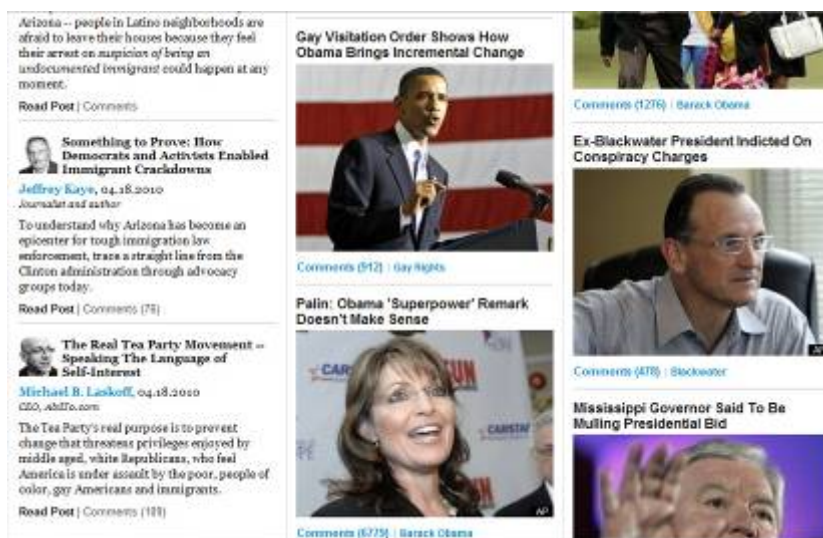 Arizona -- people in Latino neighborhoods are
afraid to leave their houses because they feel
their arrest on suspicion of being an
undocumented immigrant could happen at any
moment.
Read Post | Comments
Something to Prove: How
Democrats and Activists Enabled
Immigrant Crackdowns
Jeffrey Kaye, 04.18.2010
Journalist and author
To understand why Arizona has become an
epicenter for tough immigration law
enforcement, trace a straight line from the
Clinton administration through advocacy
groups today.
Read Post | Comments (76)
The Real Tea Party Movement --
Speaking The Language of
Self-Interest
Michael B. Laskoff, 04.18.2010
CEO, AbilTo.com
The Tea Party's real purpose is to prevent
change that threatens privileges enjoyed by
middle aged, white Republicans, who feel
America is under assault by the poor, people of
color, gay Americans and immigrants.
Read Post | Comments (189)
Gay Visitation Order Shows How
Obama Brings Incremental Change
Comments (912) | Gay Rights
Palin: Obama 'Superpower' Remark
Doesn't Make Sense
CARSTAR
AP
Comments (6775) | Barack Obama
Comments (1276) | Barack Obama
Ex-Blackwater President Indicted On
Conspiracy Charges
AP
Comments (478) | Blackwater
Mississippi Governor Said To Be
Mulling Presidential Bid